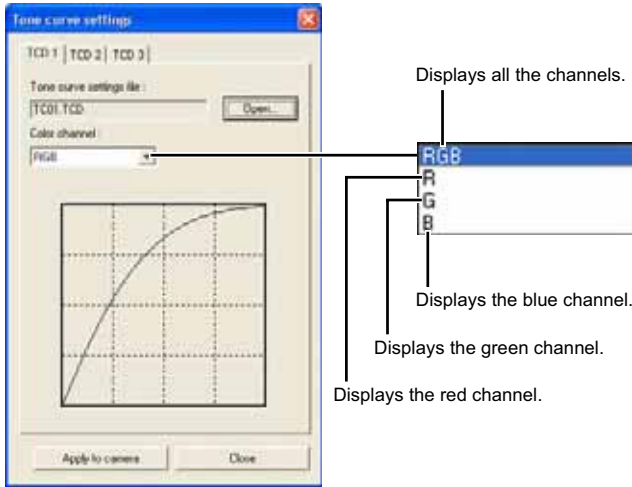 Tone curve settings
TCD 1 TCD 2 TCD 3
Tone curve settings file :
TC01.TCD
Open...
Color channel :
RGB
Apply to camera
Close
Displays all the channels.
RGB
R
G
B
Displays the blue channel.
Displays the green channel.
Displays the red channel.